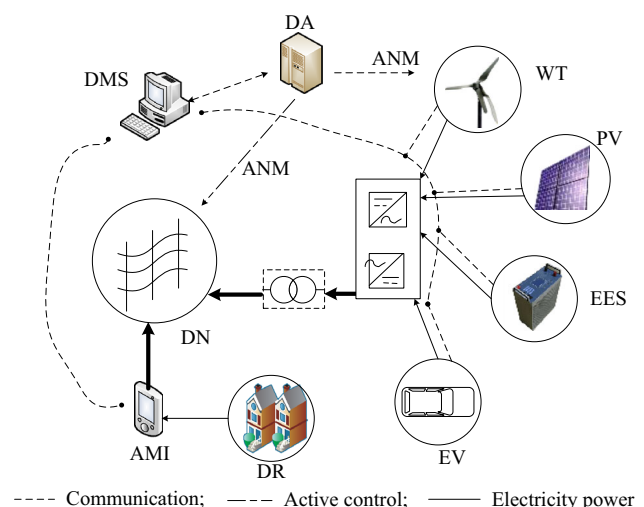 DA
ANM
WT
DMS
PV
ANM
EES
DN
AMI
DR
EV
Communication; Active control; Electricity power